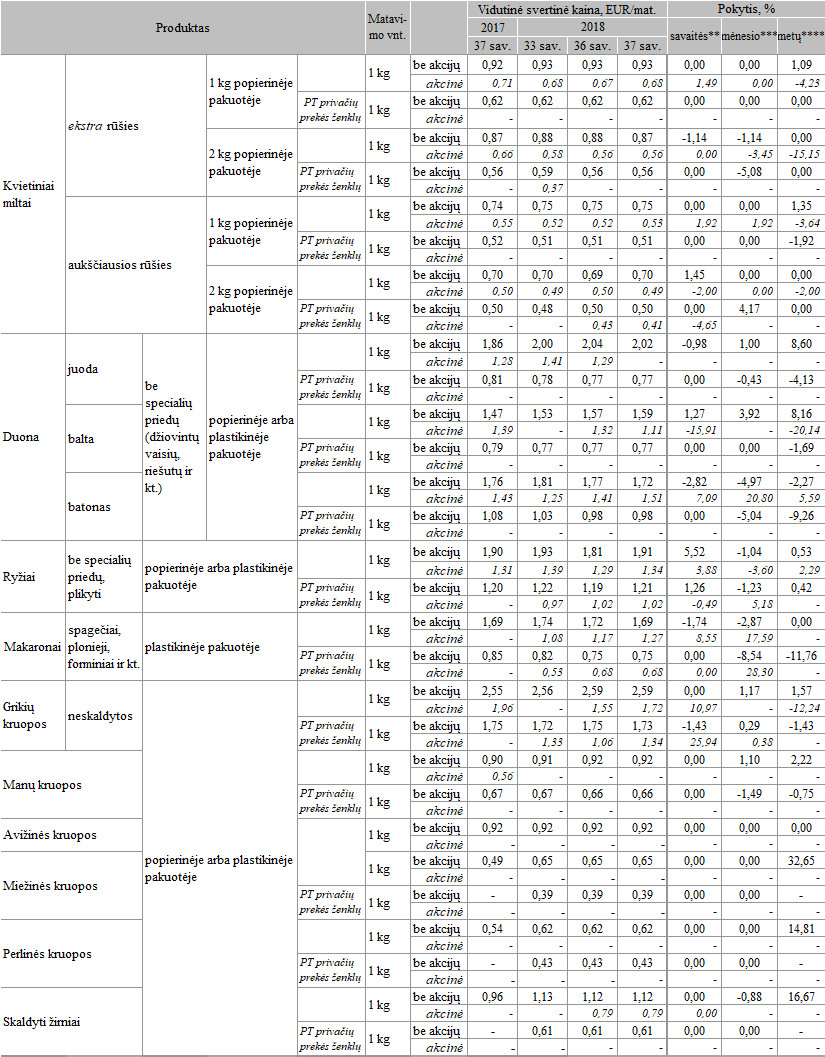 Produktas Matavi-mo vnt. Vidutinė svertinė kaina, EUR/mat. Pokytis, %
2017 2018 savaitės** mėnesio*** metų****
37 sav. 33 sav. 36 sav. 37 sav.
Kvietiniai miltai
ekstra rūšies
1 kg popierinėje pakuotėje
1 kg be akcijų 0,92 0,93 0,93 0,93 0,00 0,00 1,09
akcinė 0,71 0,68 0,67 0,68 1,49 0,00 -4,23
PT privačių prekės ženklų 1 kg be akcijų 0,62 0,62 0,62 0,62 0,00 0,00 0,00
akcinė - - - - - - -
2 kg popierinėje pakuotėje
1 kg be akcijų 0,87 0,88 0,88 0,87 -1,14 -1,14 0,00
akcinė 0,66 0,58 0,56 0,56 0,00 -3,45 -15,15
PT privačių prekės ženklų 1 kg be akcijų 0,56 0,59 0,56 0,56 0,00 -5,08 0,00
akcinė - 0,37 - - - - -
aukščiausios rūšies
1 kg popierinėje pakuotėje
1 kg be akcijų 0,74 0,75 0,75 0,75 0,00 0,00 1,35
akcinė 0,55 0,52 0,52 0,53 1,92 1,92 -3,64
PT privačių prekės ženklų 1 kg be akcijų 0,52 0,51 0,51 0,51 0,00 0,00 -1,92
akcinė - - - - - - -
2 kg popierinėje pakuotėje
1 kg be akcijų 0,70 0,70 0,69 0,70 1,45 0,00 0,00
akcinė 0,50 0,49 0,50 0,49 -2,00 0,00 -2,00
PT privačių prekės ženklų 1 kg be akcijų 0,50 0,48 0,50 0,50 0,00 4,17 0,00
akcinė - - 0,43 0,41 -4,65 - -
Duona
be specialių priedų (džiovintų vaisių, riešutų ir kt.)
popierinėje arba plastikinėje pakuotėje
juoda
1 kg be akcijų 1,86 2,00 2,04 2,02 -0,98 1,00 8,60
akcinė 1,28 1,41 1,29 - - - -
PT privačių prekės ženklų 1 kg be akcijų 0,81 0,78 0,77 0,77 0,00 -0,43 -4,13
akcinė - - - - - - -
balta
1 kg be akcijų 1,47 1,53 1,57 1,59 1,27 3,92 8,16
akcinė 1,39 - 1,32 1,11 -15,91 - -20,14
PT privačių prekės ženklų 1 kg be akcijų 0,79 0,77 0,77 0,77 0,00 0,00 -1,69
akcinė - - - - - - -
batonas
1 kg be akcijų 1,76 1,81 1,77 1,72 -2,82 -4,97 -2,27
akcinė 1,43 1,25 1,41 1,51 7,09 20,80 5,59
PT privačių prekės ženklų 1 kg be akcijų 1,08 1,03 0,98 0,98 0,00 -5,04 -9,26
akcinė - - - - - - -
Ryžiai
be specialių priedų, plikyti
popierinėje arba plastikinėje pakuotėje
1 kg be akcijų 1,90 1,93 1,81 1,91 5,52 -1,04 0,53
akcinė 1,31 1,39 1,29 1,34 3,88 -3,60 2,29
PT privačių prekės ženklų 1 kg be akcijų 1,20 1,22 1,19 1,21 1,26 -1,23 0,42
akcinė - 0,97 1,02 1,02 -0,49 5,18 -
Makaronai
spagečiai, plonieji, forminiai ir kt.
plastikinėje pakuotėje
1 kg be akcijų 1,69 1,74 1,72 1,69 -1,74 -2,87 0,00
akcinė - 1,08 1,17 1,27 8,55 17,59 -
PT privačių prekės ženklų 1 kg be akcijų 0,85 0,82 0,75 0,75 0,00 -8,54 -11,76
akcinė - 0,53 0,68 0,68 0,00 28,30 -
Grikių kruopos
neskaldytos
popierinėje arba plastikinėje pakuotėje
1 kg be akcijų 2,55 2,56 2,59 2,59 0,00 1,17 1,57
akcinė 1,96 - 1,55 1,72 10,97 - -12,24
PT privačių prekės ženklų 1 kg be akcijų 1,75 1,72 1,75 1,73 -1,43 0,29 -1,43
akcinė - 1,33 1,06 1,34 25,94 0,38 -
Manų kruopos
1 kg be akcijų 0,90 0,91 0,92 0,92 0,00 1,10 2,22
akcinė 0,56 - - - - - -
PT privačių prekės ženklų 1 kg be akcijų 0,67 0,67 0,66 0,66 0,00 -1,49 -0,75
akcinė - - - - - - -
Avižinės kruopos
1 kg be akcijų 0,92 0,92 0,92 0,92 0,00 0,00 0,00
akcinė - - - - - - -
Miežinės kruopos
1 kg be akcijų 0,49 0,65 0,65 0,65 0,00 0,00 32,65
akcinė - - - - - - -
PT privačių prekės ženklų 1 kg be akcijų - 0,39 0,39 0,39 0,00 0,00 -
akcinė - - - - - - -
Perlinės kruopos
1 kg be akcijų 0,54 0,62 0,62 0,62 0,00 0,00 14,81
akcinė - - - - - - -
PT privačių prekės ženklų 1 kg be akcijų - 0,43 0,43 0,43 0,00 0,00 -
akcinė - - - - - - -
Skaldyti žirniai
1 kg be akcijų 0,96 1,13 1,12 1,12 0,00 -0,88 16,67
akcinė - - 0,79 0,79 0,00 - -
PT privačių prekės ženklų 1 kg be akcijų - 0,61 0,61 0,61 0,00 0,00 -
akcinė - - - - - - -